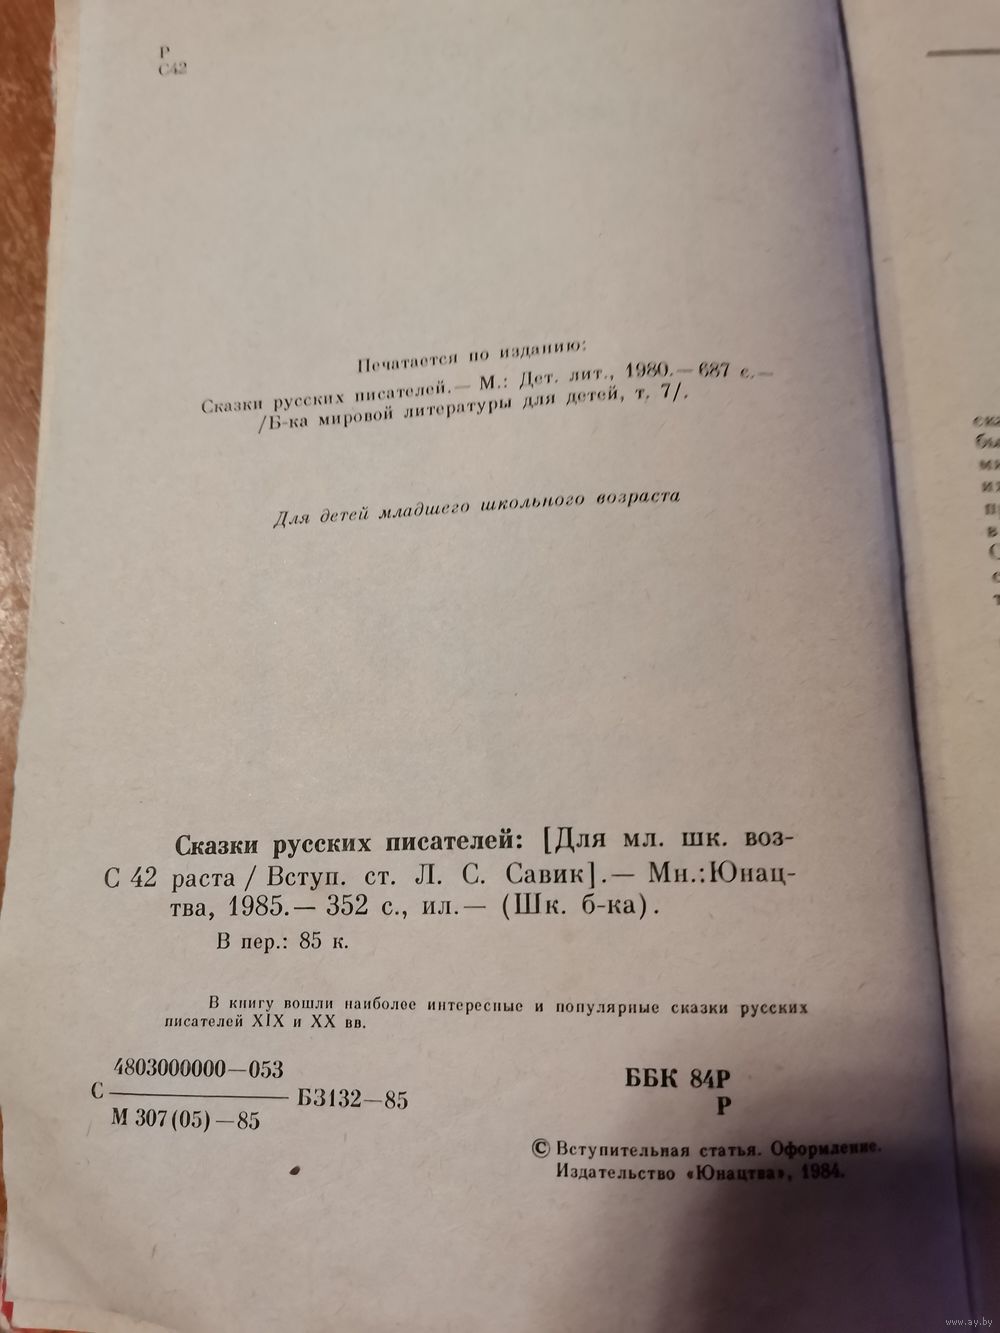 Р
С42
Печатается по изданию:
Сказки русских писателей.— М.: Дет. лит., 1980.— 687 с.—
/Б-ка мировой литературы для детей, т. 7/.
Для детей младшего школьного возраста
Сказки русских писателей: [Для мл. шк. воз-
С 42 раста / Вступ. ст. Л. С. Савик].— Мн.:Юнац-
тва, 1985.— 352 с., ил.— (Шк. б-ка).
В пер.: 85 к.
В книгу вошли наиболее интересные и популярные сказки русских
писателей XIX и XX вв.
4803000000—053
С
Б3132—85
М 307(05)—85
ББК 84Р
Р
© Вступительная статья. Оформление.
Издательство «Юнацтва», 1984.
www.ay.by